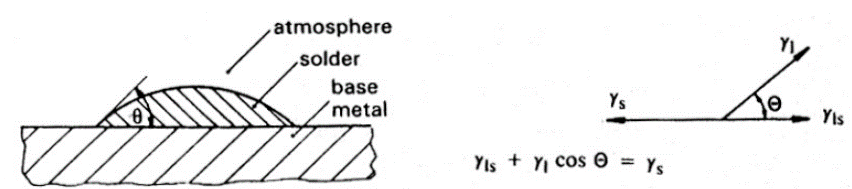 atmosphere
solder
base
metal
θ
γl
γs
Θ
γls
γls + γl cos Θ = γs